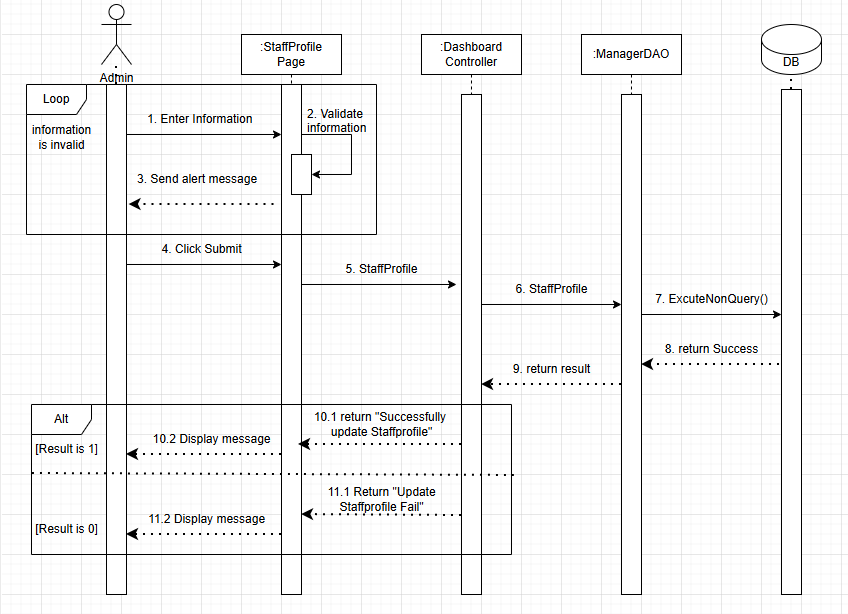 :StaffProfile
Page
:Dashboard
Controller
:ManagerDAO
DB
Admin
Loop
information
is invalid
1. Enter Information
2. Validate
information
3. Send alert message
4. Click Submit
5. StaffProfile
6. StaffProfile
7. ExcuteNonQuery()
8. return Success
9. return result
Alt
[Result is 1]
10.1 return "Successfully
update Staffprofile"
10.2 Display message
11.1 Return "Update
Staffprofile Fail"
11.2 Display message
[Result is 0]